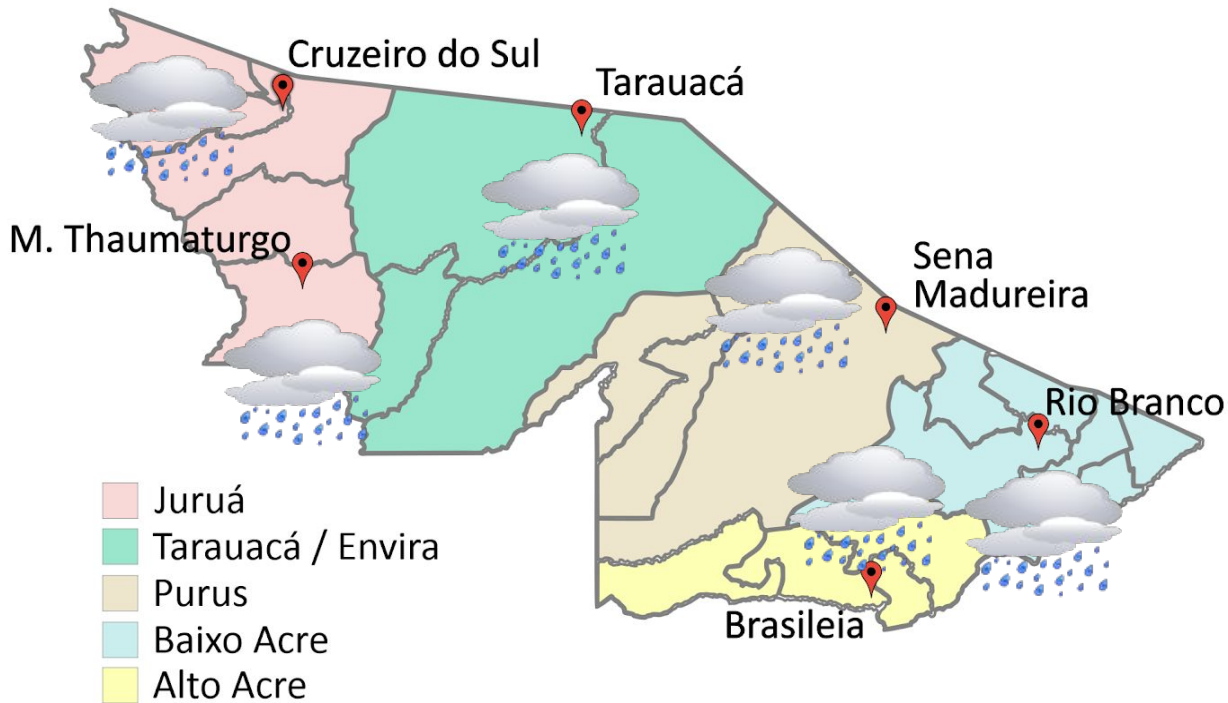 Cruzeiro do Sul
Tarauacá
M. Thaumaturgo
Sena
Madureira
Rio Branco
Brasileia
Juruá
Tarauacá / Envira
Purus
Baixo Acre
Alto Acre